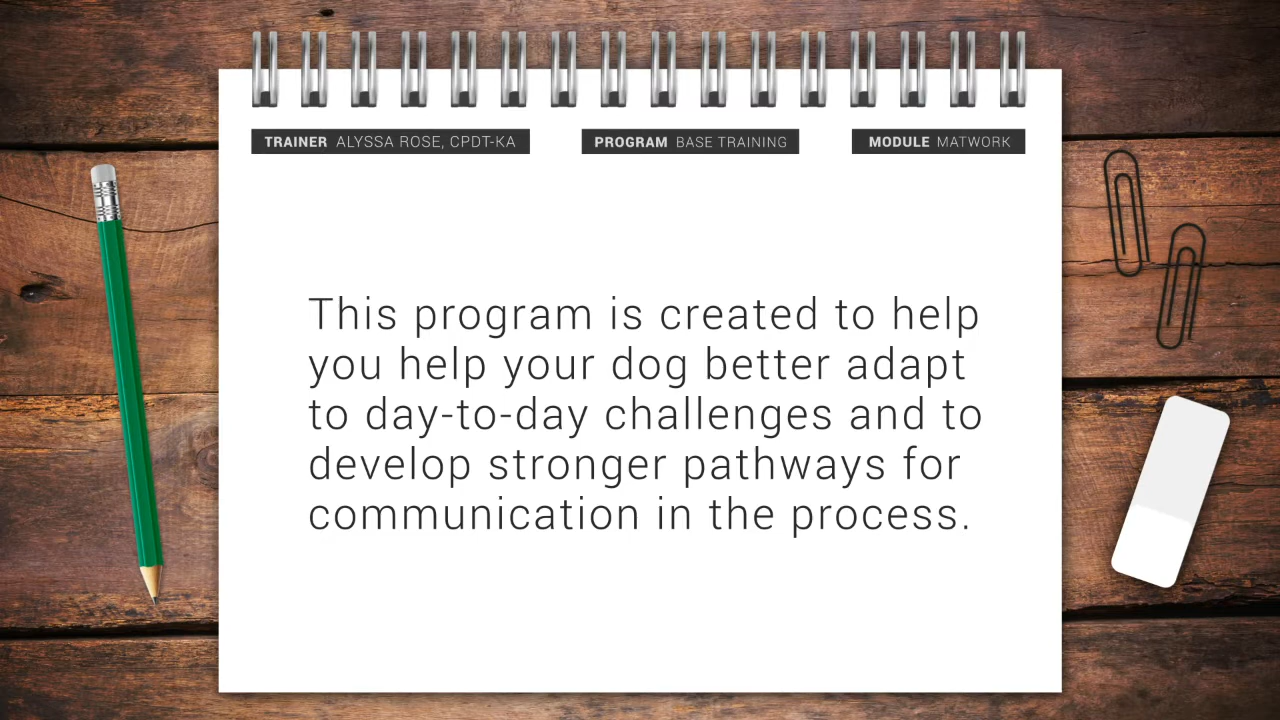 TRAINER ALYSSA ROSE, CPDT-KA
PROGRAM BASE TRAINING
MODULE MATWORK
This program is created to help
you help your dog better adapt
to day-to-day challenges and to
develop stronger pathways for
communication in the process.